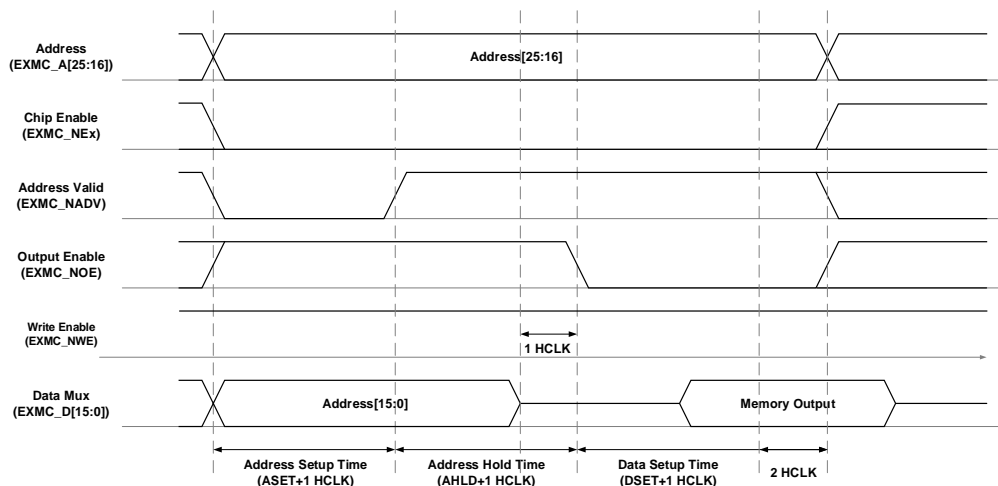 Address
(EXMC_A[25:16])
Address[25:16]
Chip Enable
(EXMC_NEx)
Address Valid
(EXMC_NADV)
Output Enable
(EXMC_NOE)
Write Enable
(EXMC_NWE)
1 HCLK
Data Mux
(EXMC_D[15:0])
Address[15:0]
Memory Output
Address Setup Time
(ASET+1 HCLK)
Address Hold Time
(AHLD+1 HCLK)
Data Setup Time
(DSET+1 HCLK)
2 HCLK